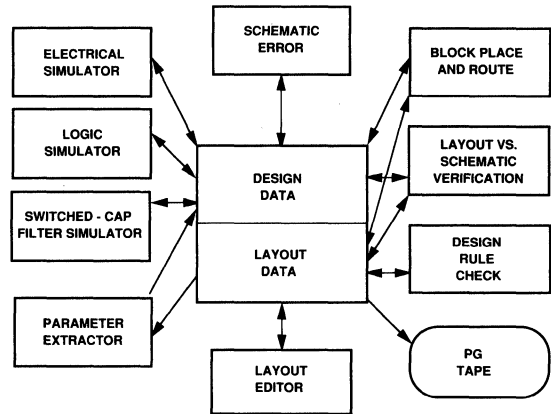 ELECTRICAL
SIMULATOR
SCHEMATIC
ERROR
BLOCK PLACE
AND ROUTE
LOGIC
SIMULATOR
DESIGN
DATA
LAYOUT VS.
SCHEMATIC
VERIFICATION
SWITCHED - CAP
FILTER SIMULATOR
LAYOUT
DATA
DESIGN
RULE
CHECK
PARAMETER
EXTRACTOR
LAYOUT
EDITOR
PG
TAPE